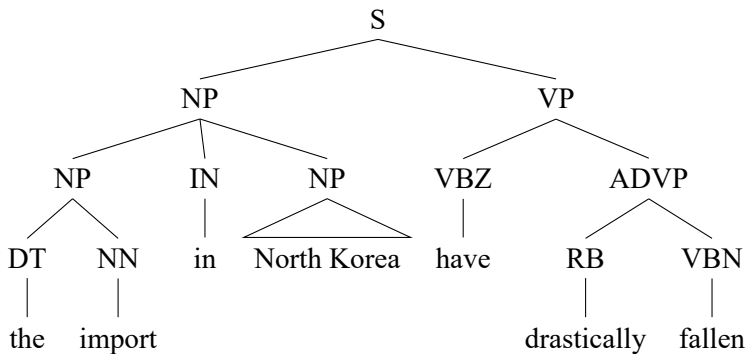 S
NP VP
NP IN NP VBZ ADVP
DT NN in North Korea have RB VBN
the import drastically fallen